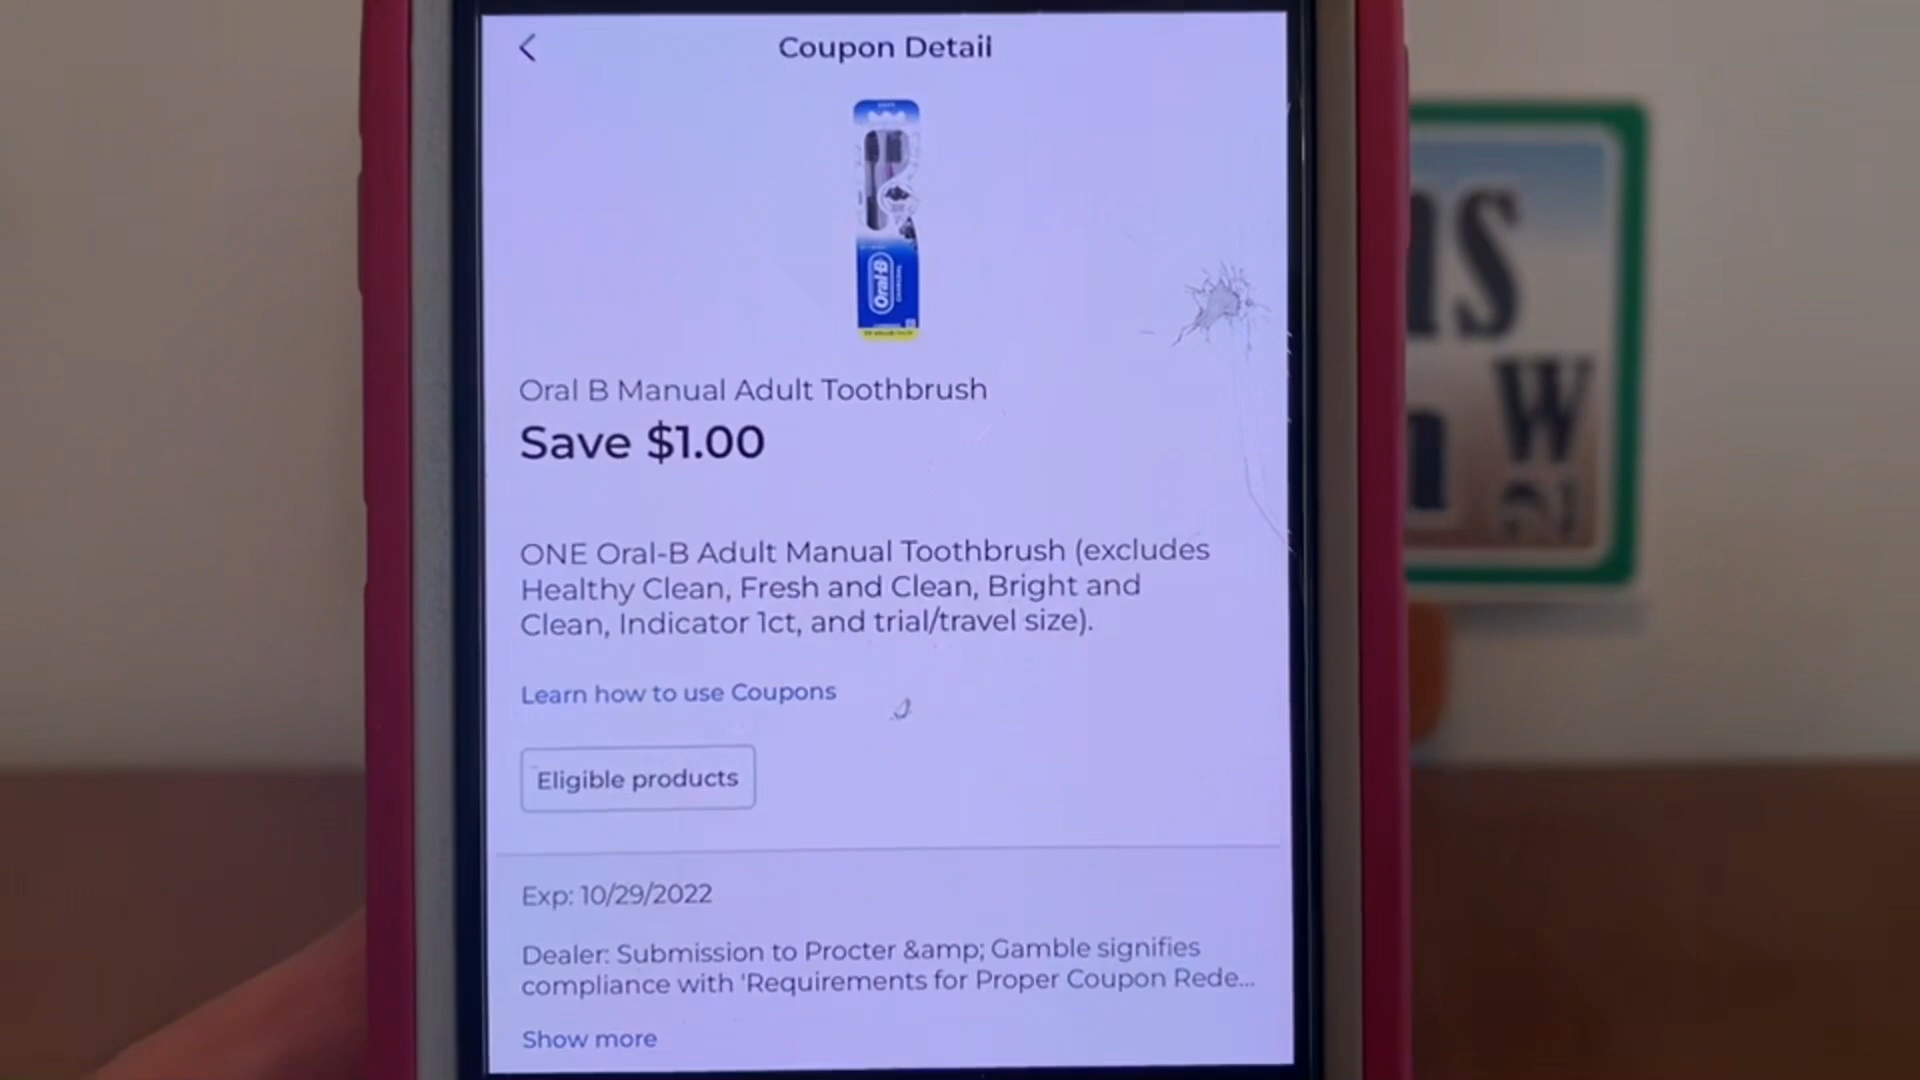 Coupon Detail
Oral-B
Oral B Manual Adult Toothbrush
Save $1.00
ONE Oral-B Adult Manual Toothbrush (excludes
Healthy Clean, Fresh and Clean, Bright and
Clean, Indicator 1ct, and trial/travel size).
Learn how to use Coupons
Eligible products
Exp: 10/29/2022
Dealer: Submission to Procter &amp; Gamble signifies
compliance with 'Requirements for Proper Coupon Rede...
Show more